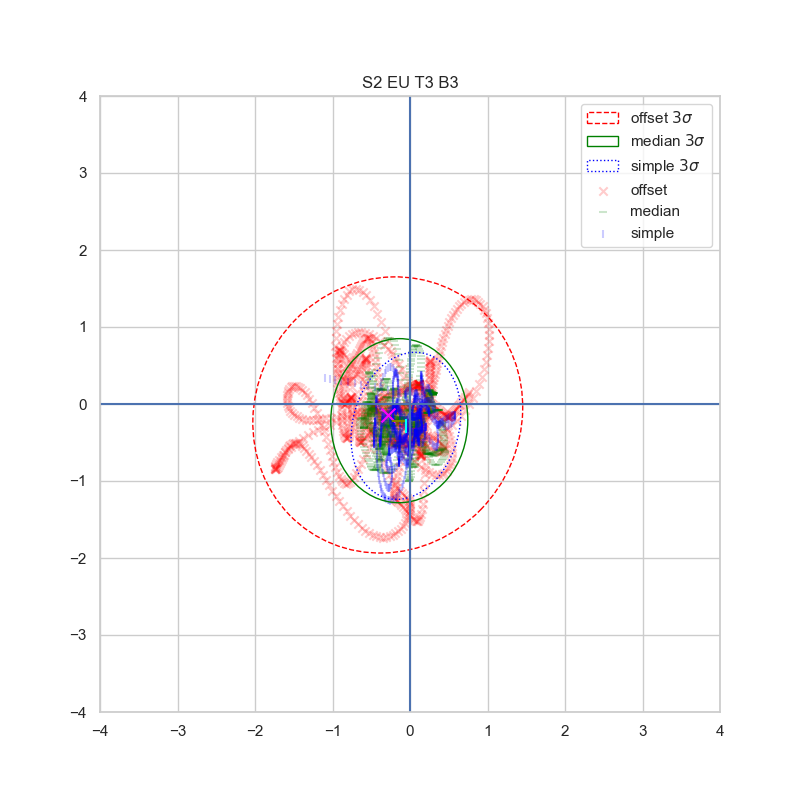 S2 EU T3 B3
offset 3σ
median 3σ
simple 3σ
offset
median
simple
4
3
2
1
0
−1
−2
−3
−4
−4 −3 −2 −1 0 1 2 3 4